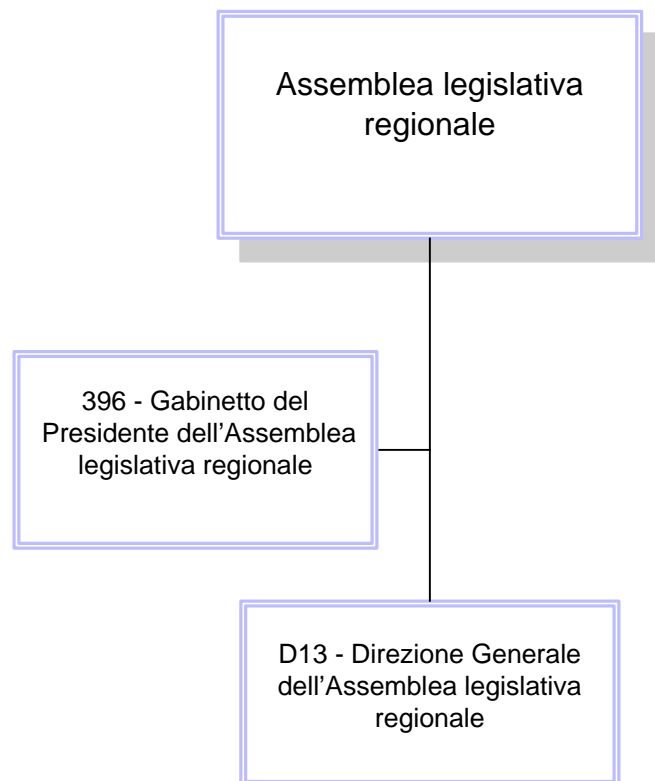 Assemblea legislativa
regionale
396 - Gabinetto del
Presidente dell’Assemblea
legislativa regionale
D13 - Direzione Generale
dell’Assemblea legislativa
regionale